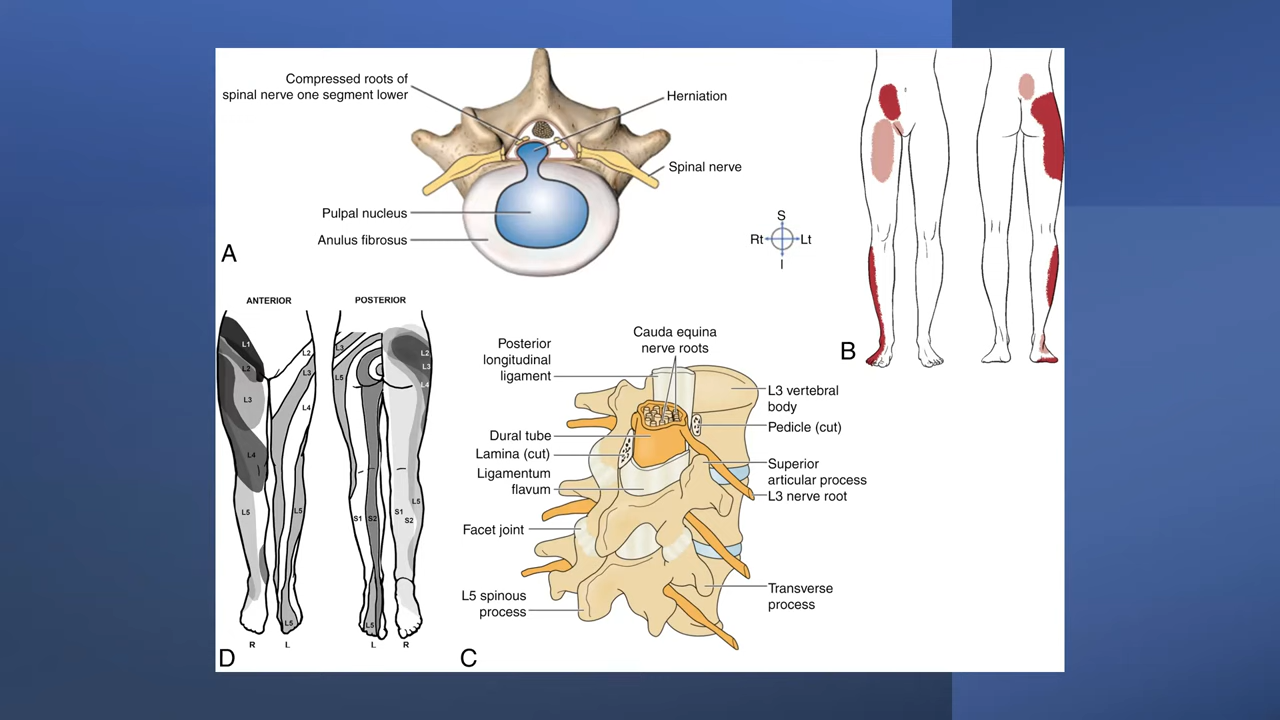 Compressed roots of
spinal nerve one segment lower
Herniation
Spinal nerve
Pulpal nucleus
Anulus fibrosus
A
S
Rt
Lt
I
B
ANTERIOR
POSTERIOR
L1
L2
L3
L4
L5
L2
L3
L4
L5
L5
R
L
L3
L5
S1
S2
L5
L2
L3
L4
L5
S1
S2
L
R
D
Cauda equina
nerve roots
Posterior
longitudinal
ligament
L3 vertebral
body
Pedicle (cut)
Dural tube
Lamina (cut)
Ligamentum
flavum
Superior
articular process
L3 nerve root
Facet joint
Transverse
process
L5 spinous
process
C